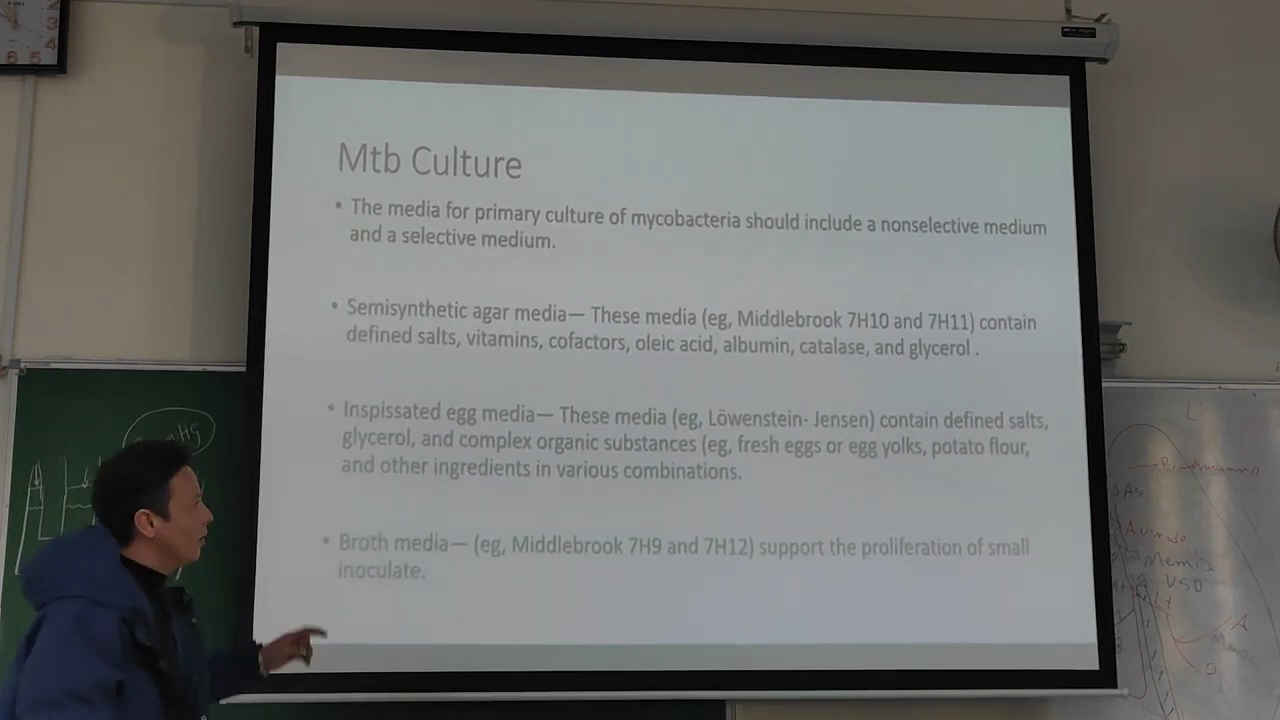 Mtb Culture
• The media for primary culture of mycobacteria should include a nonselective medium
and a selective medium.
• Semisynthetic agar media— These media (eg, Middlebrook 7H10 and 7H11) contain
defined salts, vitamins, cofactors, oleic acid, albumin, catalase, and glycerol .
• Inspissated egg media— These media (eg, Löwenstein- Jensen) contain defined salts,
glycerol, and complex organic substances (eg, fresh eggs or egg yolks, potato flour,
and other ingredients in various combinations.
• Broth media— (eg, Middlebrook 7H9 and 7H12) support the proliferation of small
inoculate.
VSD